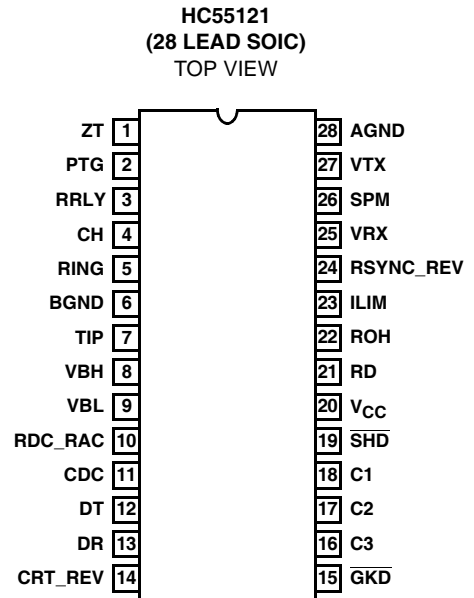 HC55121
(28 LEAD SOIC)
TOP VIEW
ZT 1 28 AGND
PTG 2 27 VTX
RRLY 3 26 SPM
CH 4 25 VRX
RING 5 24 RSYNC_REV
BGND 6 23 ILIM
TIP 7 22 ROH
VBH 8 21 RD
VBL 9 20 VCC
RDC_RAC 10 19 S̅H̅D̅
CDC 11 18 C1
DT 12 17 C2
DR 13 16 C3
CRT_REV 14 15 G̅K̅D̅